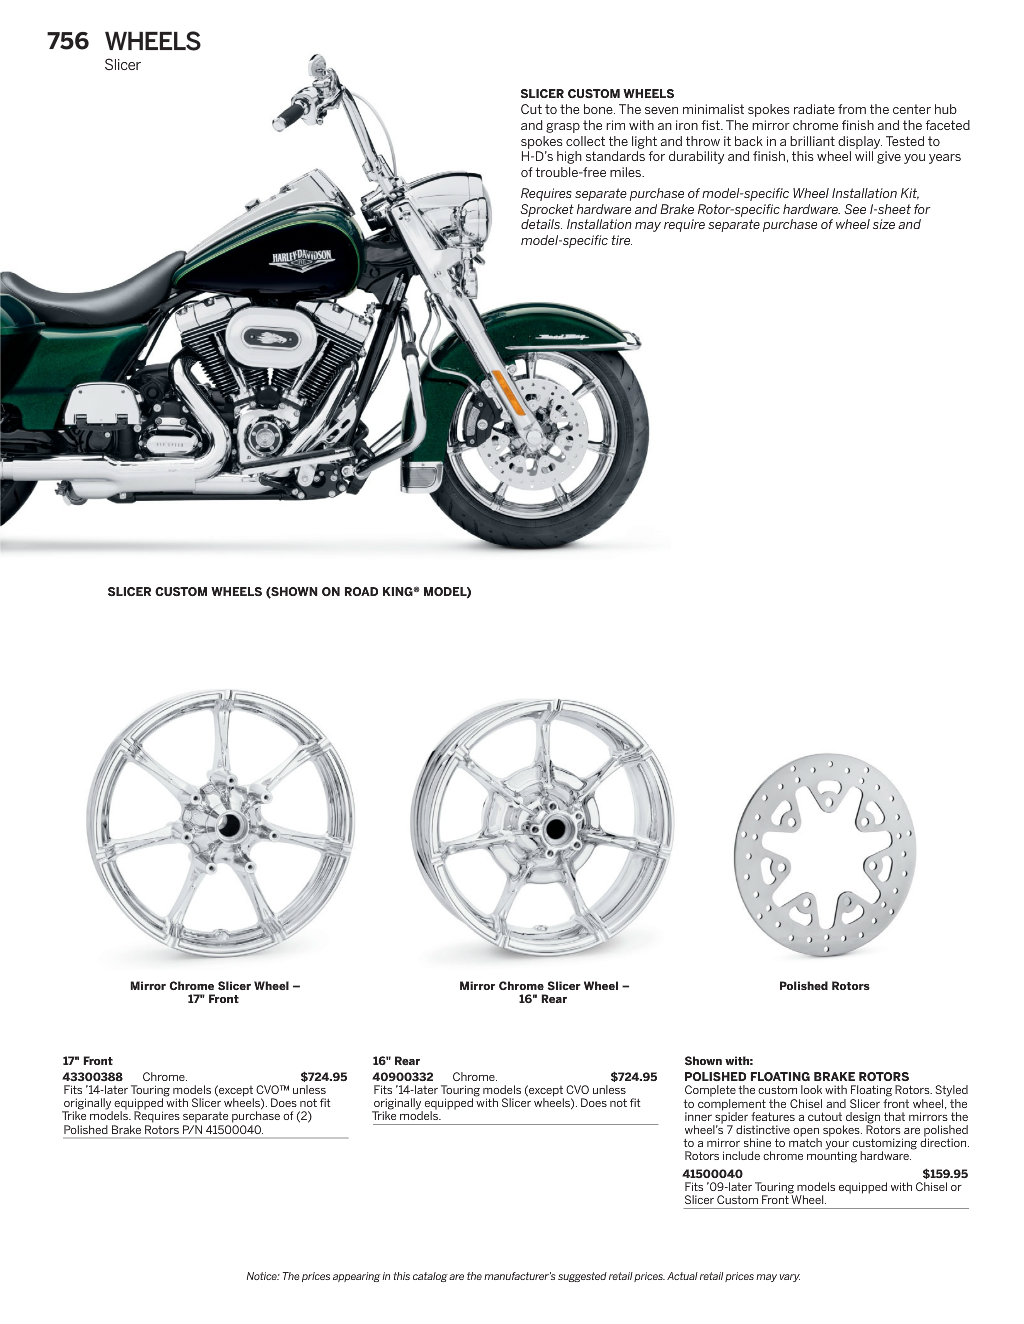 756 WHEELS
Slicer
SLICER CUSTOM WHEELS
Cut to the bone. The seven minimalist spokes radiate from the center hub
and grasp the rim with an iron fist. The mirror chrome finish and the faceted
spokes collect the light and throw it back in a brilliant display. Tested to
H-D's high standards for durability and finish, this wheel will give you years
of trouble-free miles.
Requires separate purchase of model-specific Wheel Installation Kit,
Sprocket hardware and Brake Rotor-specific hardware. See I-sheet for
details. Installation may require separate purchase of wheel size and
model-specific tire.
HARLEY-DAVIDSON
Road King
SLICER CUSTOM WHEELS (SHOWN ON ROAD KING® MODEL)
Mirror Chrome Slicer Wheel –
17" Front
Mirror Chrome Slicer Wheel –
16" Rear
Polished Rotors
17" Front
43300388 Chrome. $724.95
Fits '14-later Touring models (except CVO™ unless
originally equipped with Slicer wheels). Does not fit
Trike models. Requires separate purchase of (2)
Polished Brake Rotors P/N 41500040.
16" Rear
40900332 Chrome. $724.95
Fits '14-later Touring models (except CVO unless
originally equipped with Slicer wheels). Does not fit
Trike models.
Shown with:
POLISHED FLOATING BRAKE ROTORS
Complete the custom look with Floating Rotors. Styled
to complement the Chisel and Slicer front wheel, the
inner spider features a cutout design that mirrors the
wheel's 7 distinctive open spokes. Rotors are polished
to a mirror shine to match your customizing direction.
Rotors include chrome mounting hardware.
41500040 $159.95
Fits '09-later Touring models equipped with Chisel or
Slicer Custom Front Wheel.
Notice: The prices appearing in this catalog are the manufacturer's suggested retail prices. Actual retail prices may vary.